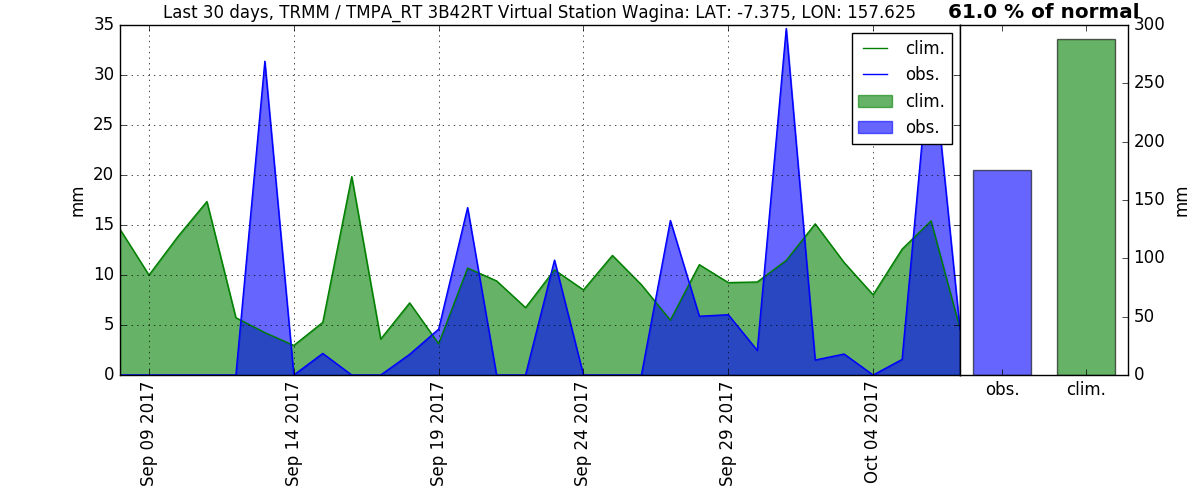 Last 30 days, TRMM / TMPA_RT 3B42RT Virtual Station Wagina: LAT: -7.375, LON: 157.625
61.0 % of normal
35
30
25
20
15
10
5
0
mm
clim.
obs.
clim.
obs.
300
250
200
150
100
50
0
mm
Sep 09 2017
Sep 14 2017
Sep 19 2017
Sep 24 2017
Sep 29 2017
Oct 04 2017
obs.
clim.